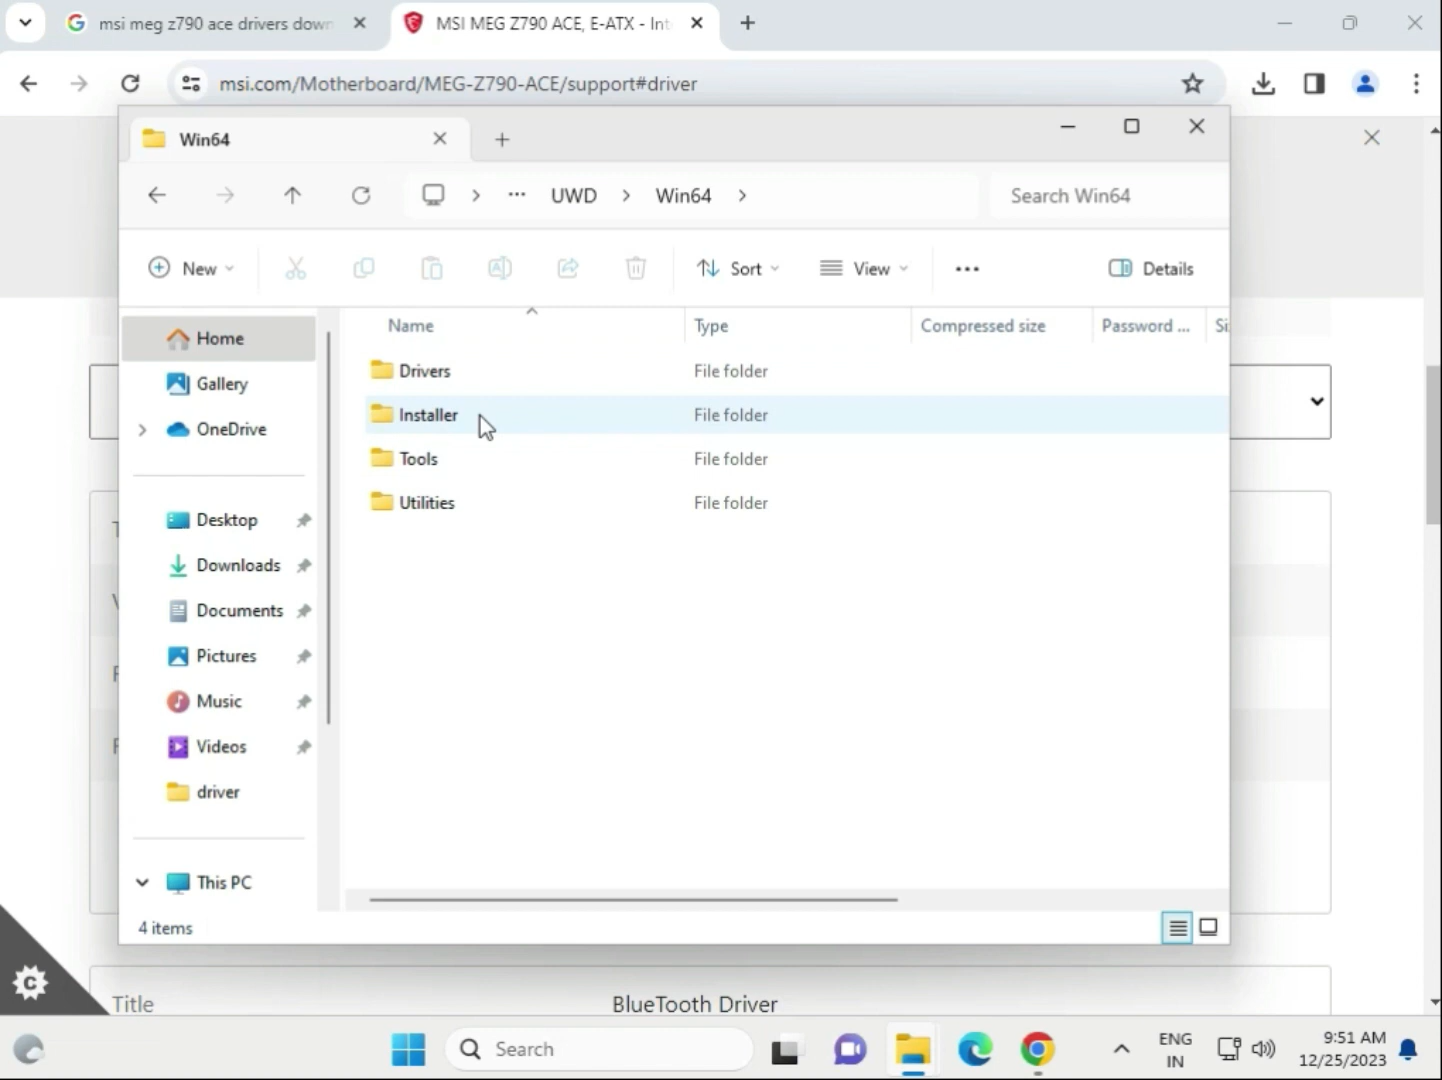 msi meg z790 ace drivers down
MSI MEG Z790 ACE, E-ATX - Int
msi.com/Motherboard/MEG-Z790-ACE/support#driver
Win64
UWD
Win64
Search Win64
New
Sort
View
Details
Name
Type
Compressed size
Password ...
Si
Home
Gallery
OneDrive
Desktop
Downloads
Documents
Pictures
Music
Videos
driver
This PC
Drivers
File folder
Installer
File folder
Tools
File folder
Utilities
File folder
4 items
Title
BlueTooth Driver
Search
ENG
IN
9:51 AM
12/25/2023